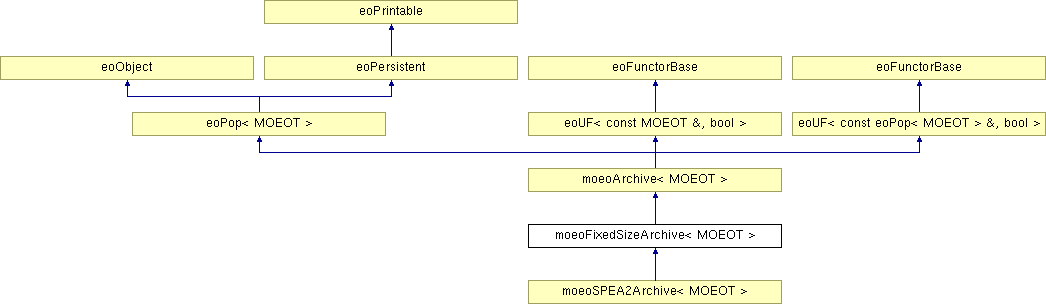 eoPrintable
eoObject
eoPersistent
eoFunctorBase
eoFunctorBase
eoPop< MOEOT >
eoUF< const MOEOT &, bool >
eoUF< const eoPop< MOEOT > &, bool >
moeoArchive< MOEOT >
moeoFixedSizeArchive< MOEOT >
moeoSPEA2Archive< MOEOT >